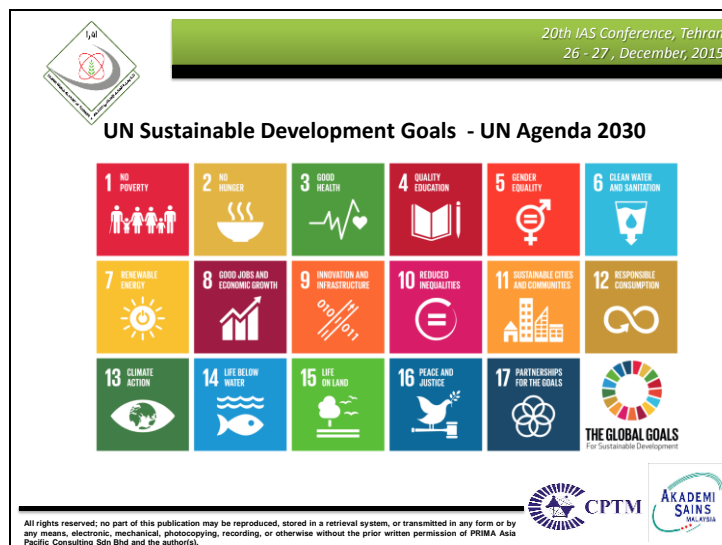 20th IAS Conference, Tehran
26 - 27 , December, 2015
UN Sustainable Development Goals - UN Agenda 2030
1 NO
POVERTY
2 NO
HUNGER
3 GOOD
HEALTH
4 QUALITY
EDUCATION
5 GENDER
EQUALITY
6 CLEAN WATER
AND SANITATION
7 RENEWABLE
ENERGY
8 GOOD JOBS AND
ECONOMIC GROWTH
9 INNOVATION AND
INFRASTRUCTURE
010
011
10 REDUCED
INEQUALITIES
11 SUSTAINABLE CITIES
AND COMMUNITIES
12 RESPONSIBLE
CONSUMPTION
13 CLIMATE
ACTION
14 LIFE BELOW
WATER
15 LIFE
ON LAND
16 PEACE AND
JUSTICE
17 PARTNERSHIPS
FOR THE GOALS
THE GLOBAL GOALS
For Sustainable Development
CPTM
AKADEMI
SAINS
MALAYSIA
All rights reserved; no part of this publication may be reproduced, stored in a retrieval system, or transmitted in any form or by
any means, electronic, mechanical, photocopying, recording, or otherwise without the prior written permission of PRIMA Asia
Pacific Consulting Sdn Bhd and the author(s).